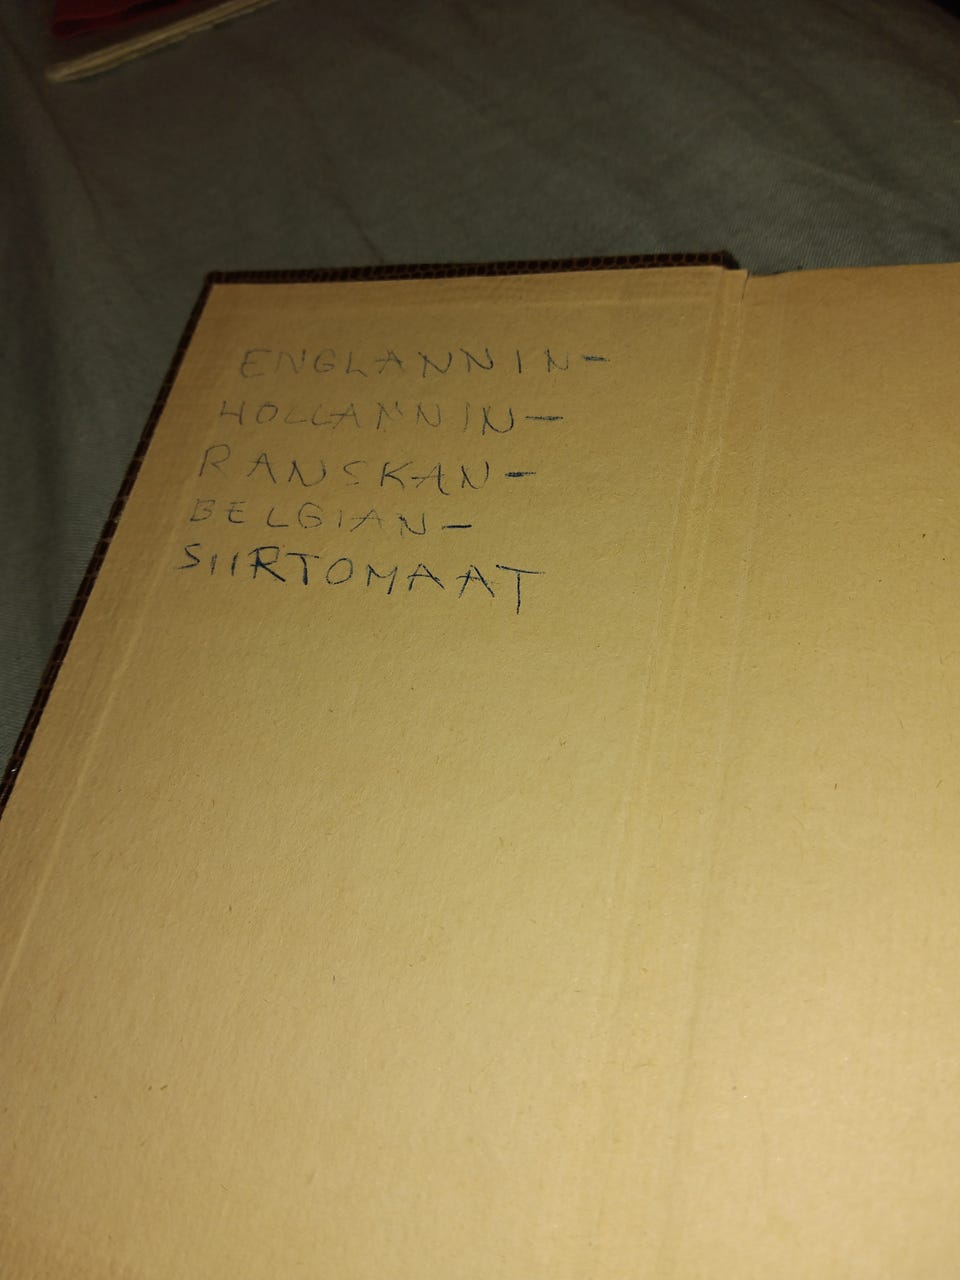 ENGLANNIN-
HOLLANNIN-
RANSKAN-
BELGIAN-
SIIRTOMAAT